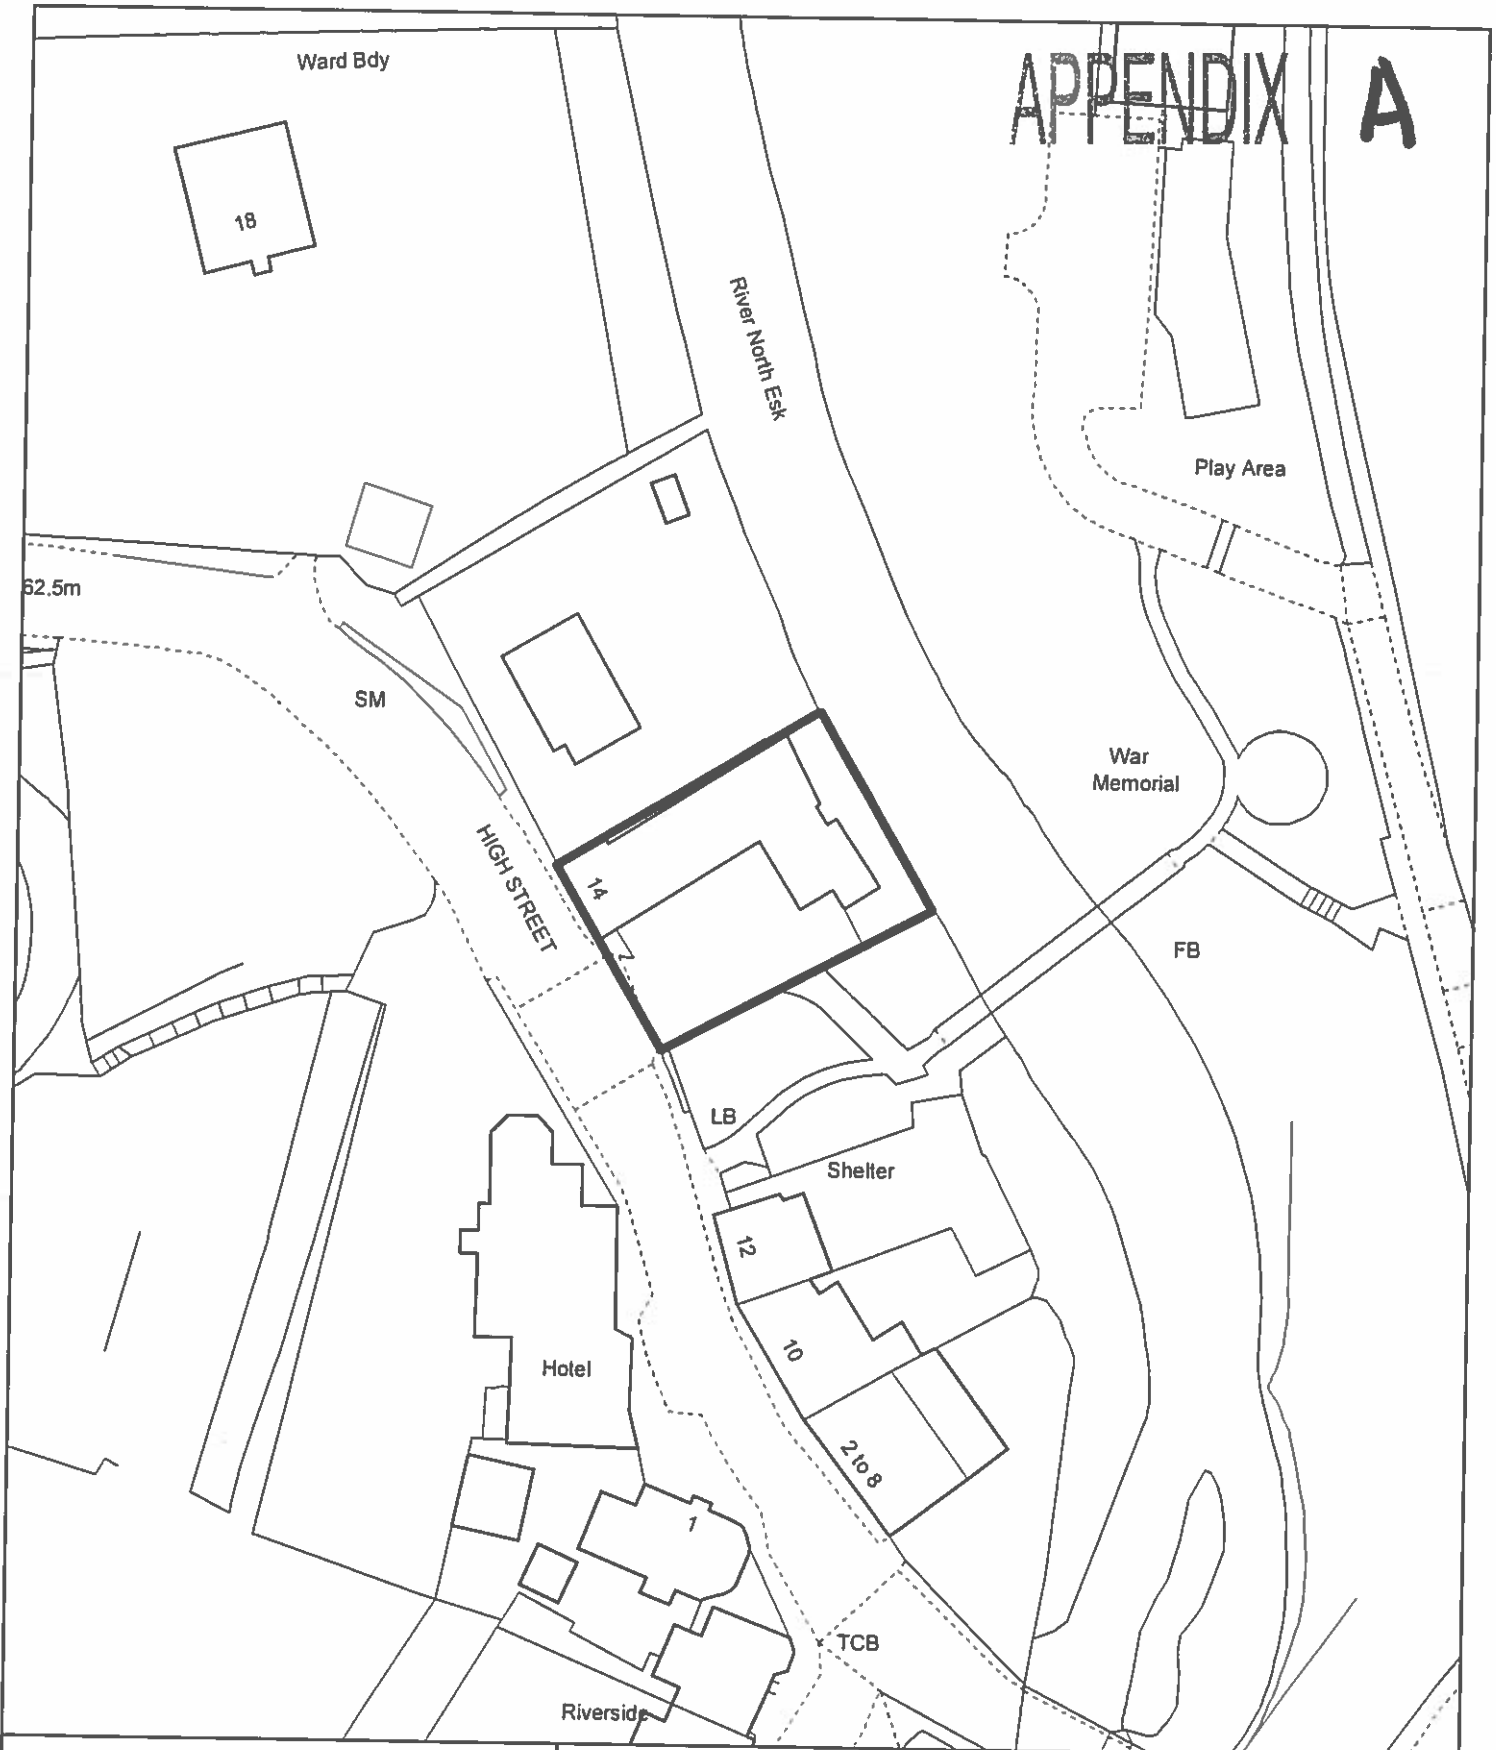 Ward Bdy
APPENDIX A
18
River North Esk
Play Area
62.5m
SM
War
Memorial
HIGH STREET
14
FB
LB
Shelter
12
Hotel
10
2 to 8
1
TCB
Riverside